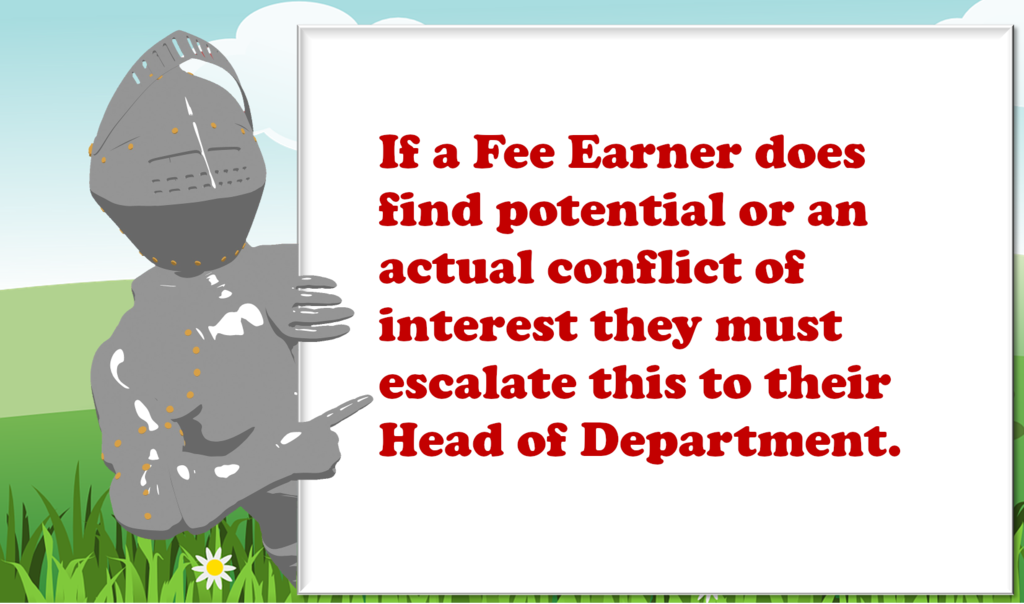 If a Fee Earner does
find potential or an
actual conflict of
interest they must
escalate this to their
Head of Department.